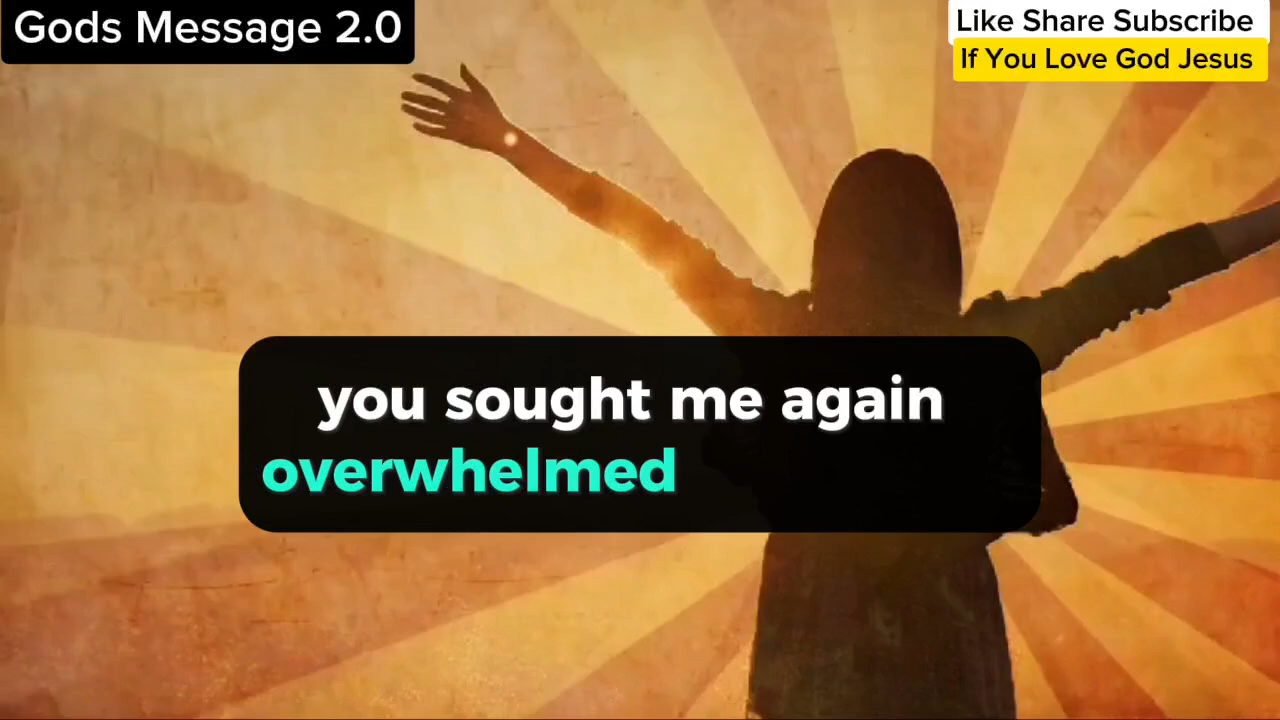 Gods Message 2.0
Like Share Subscribe
If You Love God Jesus
you sought me again
overwhelmed